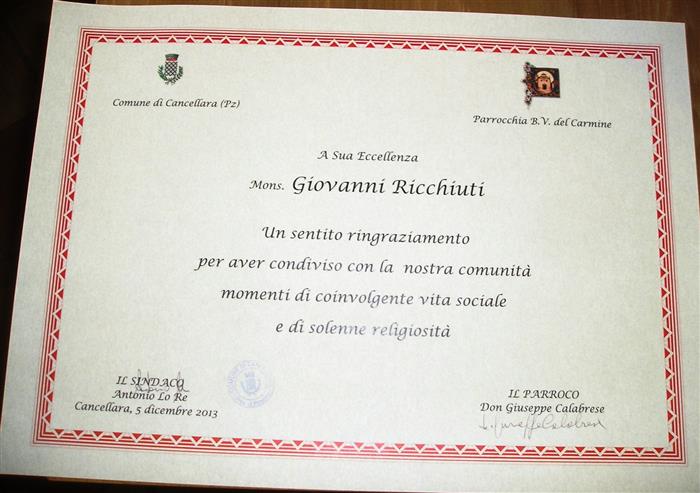 Comune di Cancellara (Pz)
Parrocchia B.V. del Carmine
A Sua Eccellenza
Mons. Giovanni Ricchiuti
Un sentito ringraziamento
per aver condiviso con la nostra comunità
momenti di coinvolgente vita sociale
e di solenne religiosità
IL SINDACO
Antonio Lo Re
Cancellara, 5 dicembre 2013
IL PARROCO
Don Giuseppe Calabrese